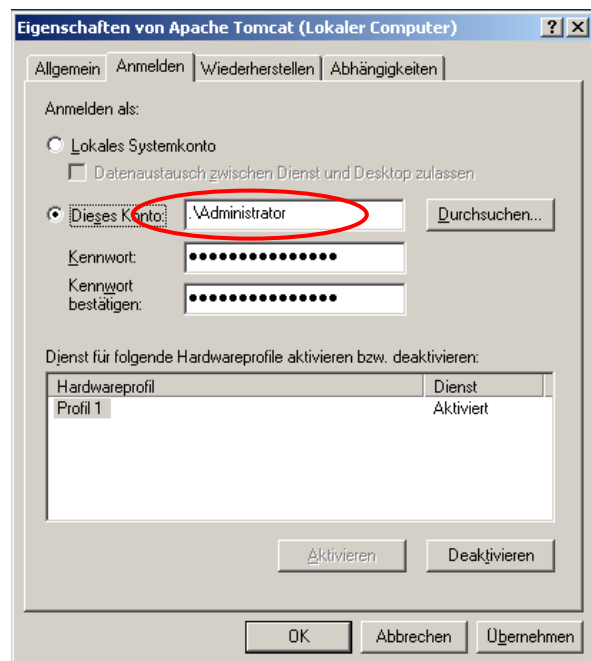 Eigenschaften von Apache Tomcat (Lokaler Computer)
Allgemein Anmelden Wiederherstellen Abhängigkeiten
Anmelden als:
Lokales Systemkonto
Datenaustausch zwischen Dienst und Desktop zulassen
Dieses Konto: .\Administrator Durchsuchen...
Kennwort: ●●●●●●●●●●●●●●●
Kennwort
bestätigen: ●●●●●●●●●●●●●●●
Dienst für folgende Hardwareprofile aktivieren bzw. deaktivieren:
Hardwareprofil Dienst
Profil 1 Aktiviert
Aktivieren Deaktivieren
OK Abbrechen Übernehmen